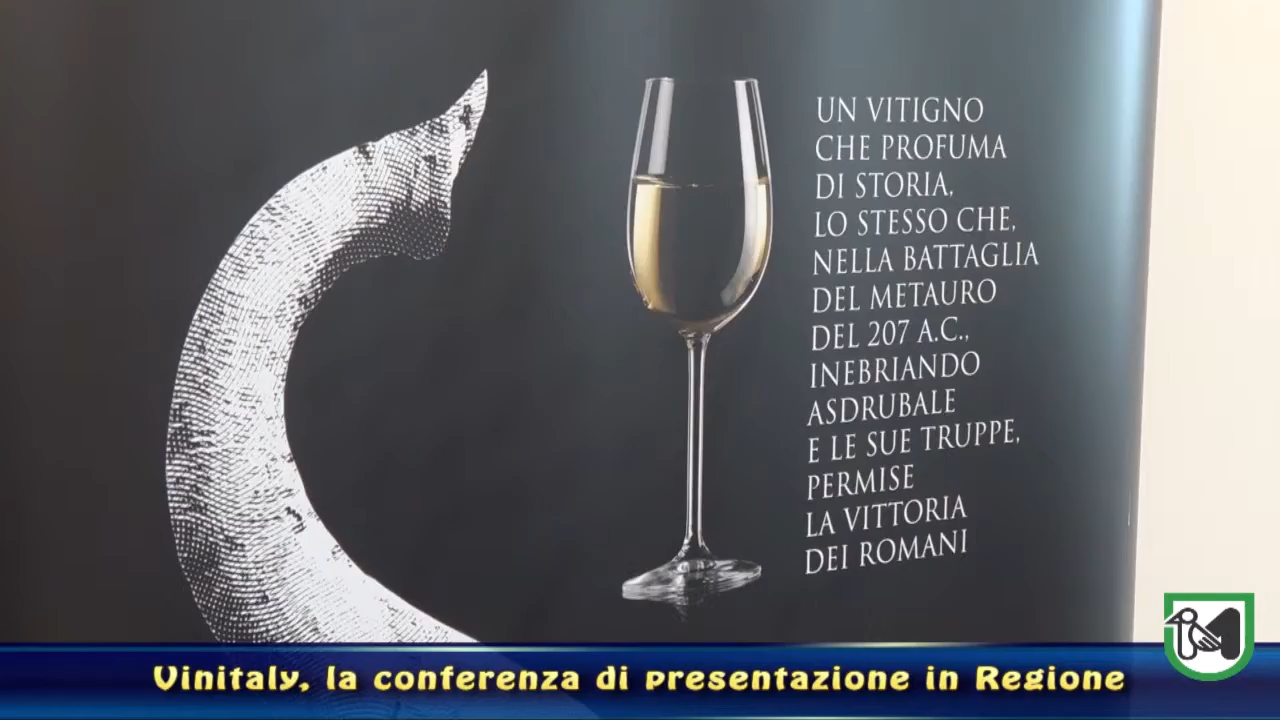 UN VITIGNO
CHE PROFUMA
DI STORIA,
LO STESSO CHE,
NELLA BATTAGLIA
DEL METAURO
DEL 207 A.C.,
INEBRIANDO
ASDRUBALE
E LE SUE TRUPPE,
PERMISE
LA VITTORIA
DEI ROMANI
Vinitaly, la conferenza di presentazione in Regione